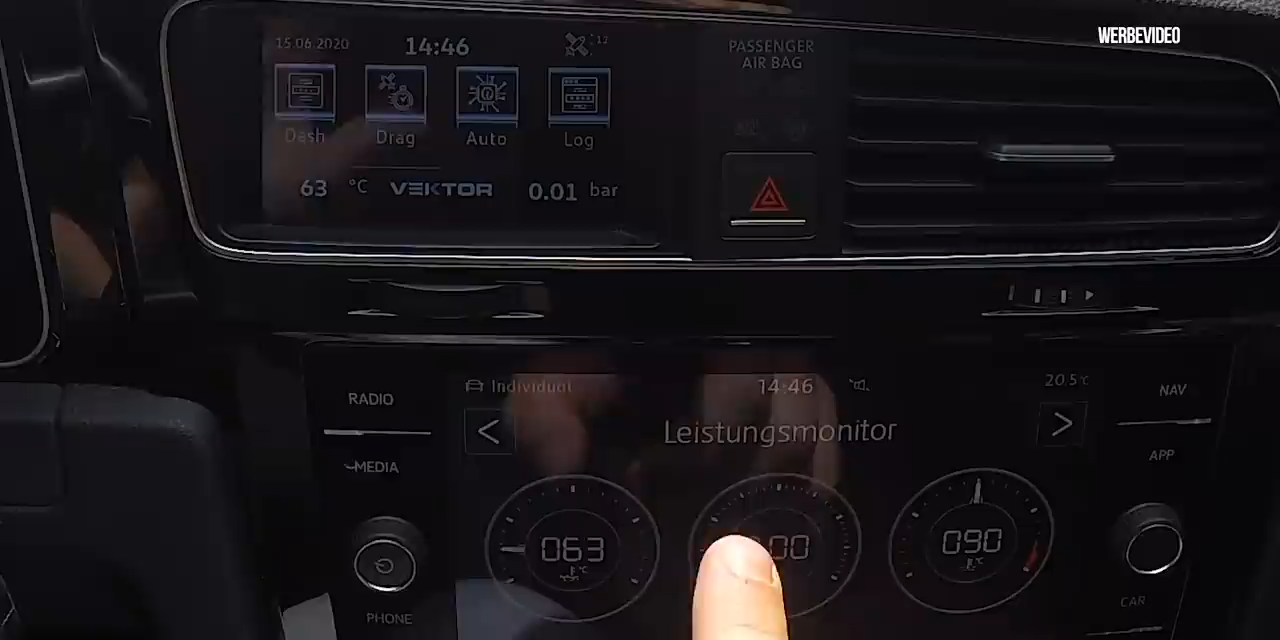 WERBEVIDEO
15.06.2020 14:46 12
PASSENGER
AIR BAG
Dash Drag Auto Log
63 °C VEKTOR 0.01 bar
Individual 14:46 20.5°C
RADIO
NAV
< Leistungsmonitor >
MEDIA
APP
063 °C
090 °C
PHONE
CAR